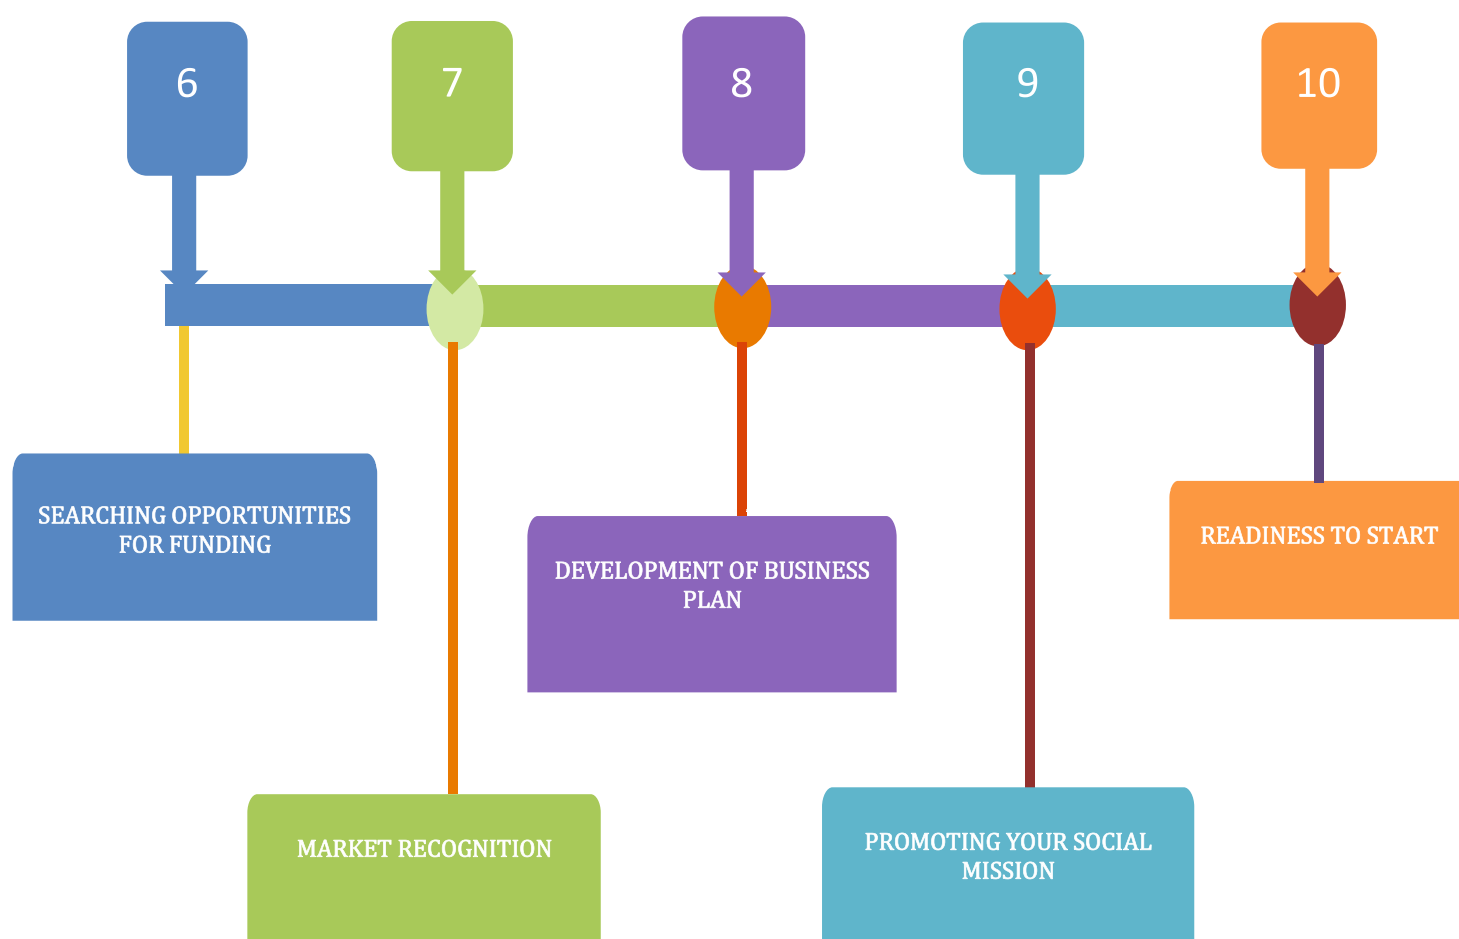 6
7
8
9
10
SEARCHING OPPORTUNITIES
FOR FUNDING
DEVELOPMENT OF BUSINESS
PLAN
READINESS TO START
MARKET RECOGNITION
PROMOTING YOUR SOCIAL
MISSION